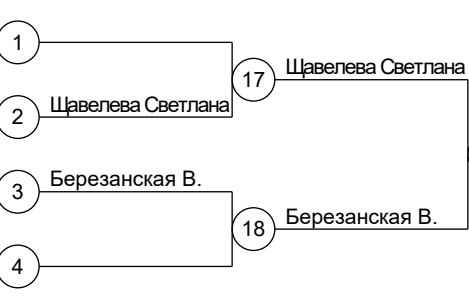 1
17 Щавелева Светлана
2 Щавелева Светлана
3 Березанская В.
18 Березанская В.
4